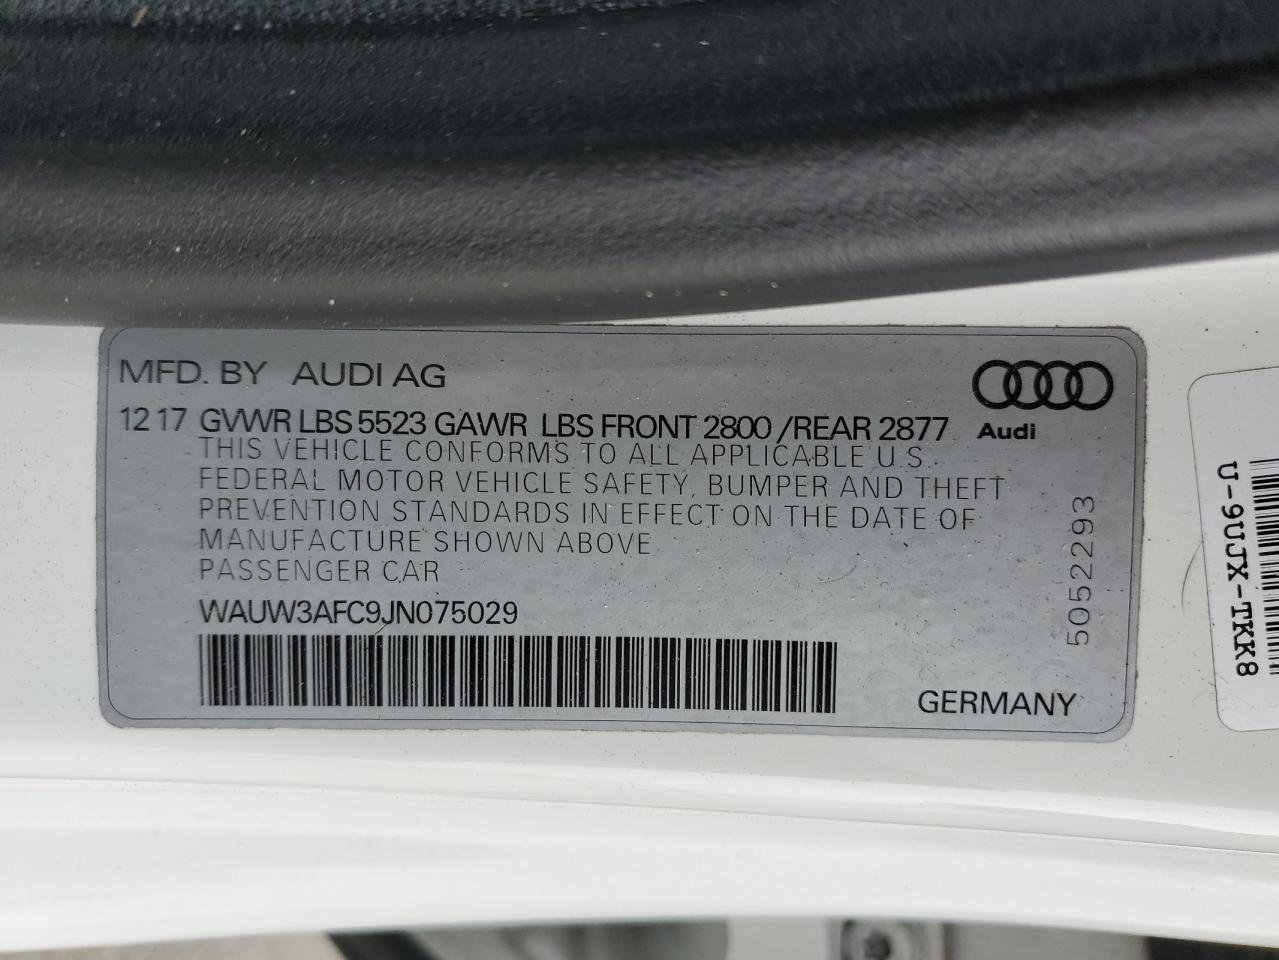 MFD. BY AUDI AG
12 17 GVWR LBS 5523 GAWR LBS FRONT 2800 /REAR 2877
Audi
THIS VEHICLE CONFORMS TO ALL APPLICABLE U.S.
FEDERAL MOTOR VEHICLE SAFETY, BUMPER AND THEFT
PREVENTION STANDARDS IN EFFECT ON THE DATE OF
MANUFACTURE SHOWN ABOVE
PASSENGER CAR
WAUW3AFC9JN075029
GERMANY
5052293
U-9UJX-TKK8